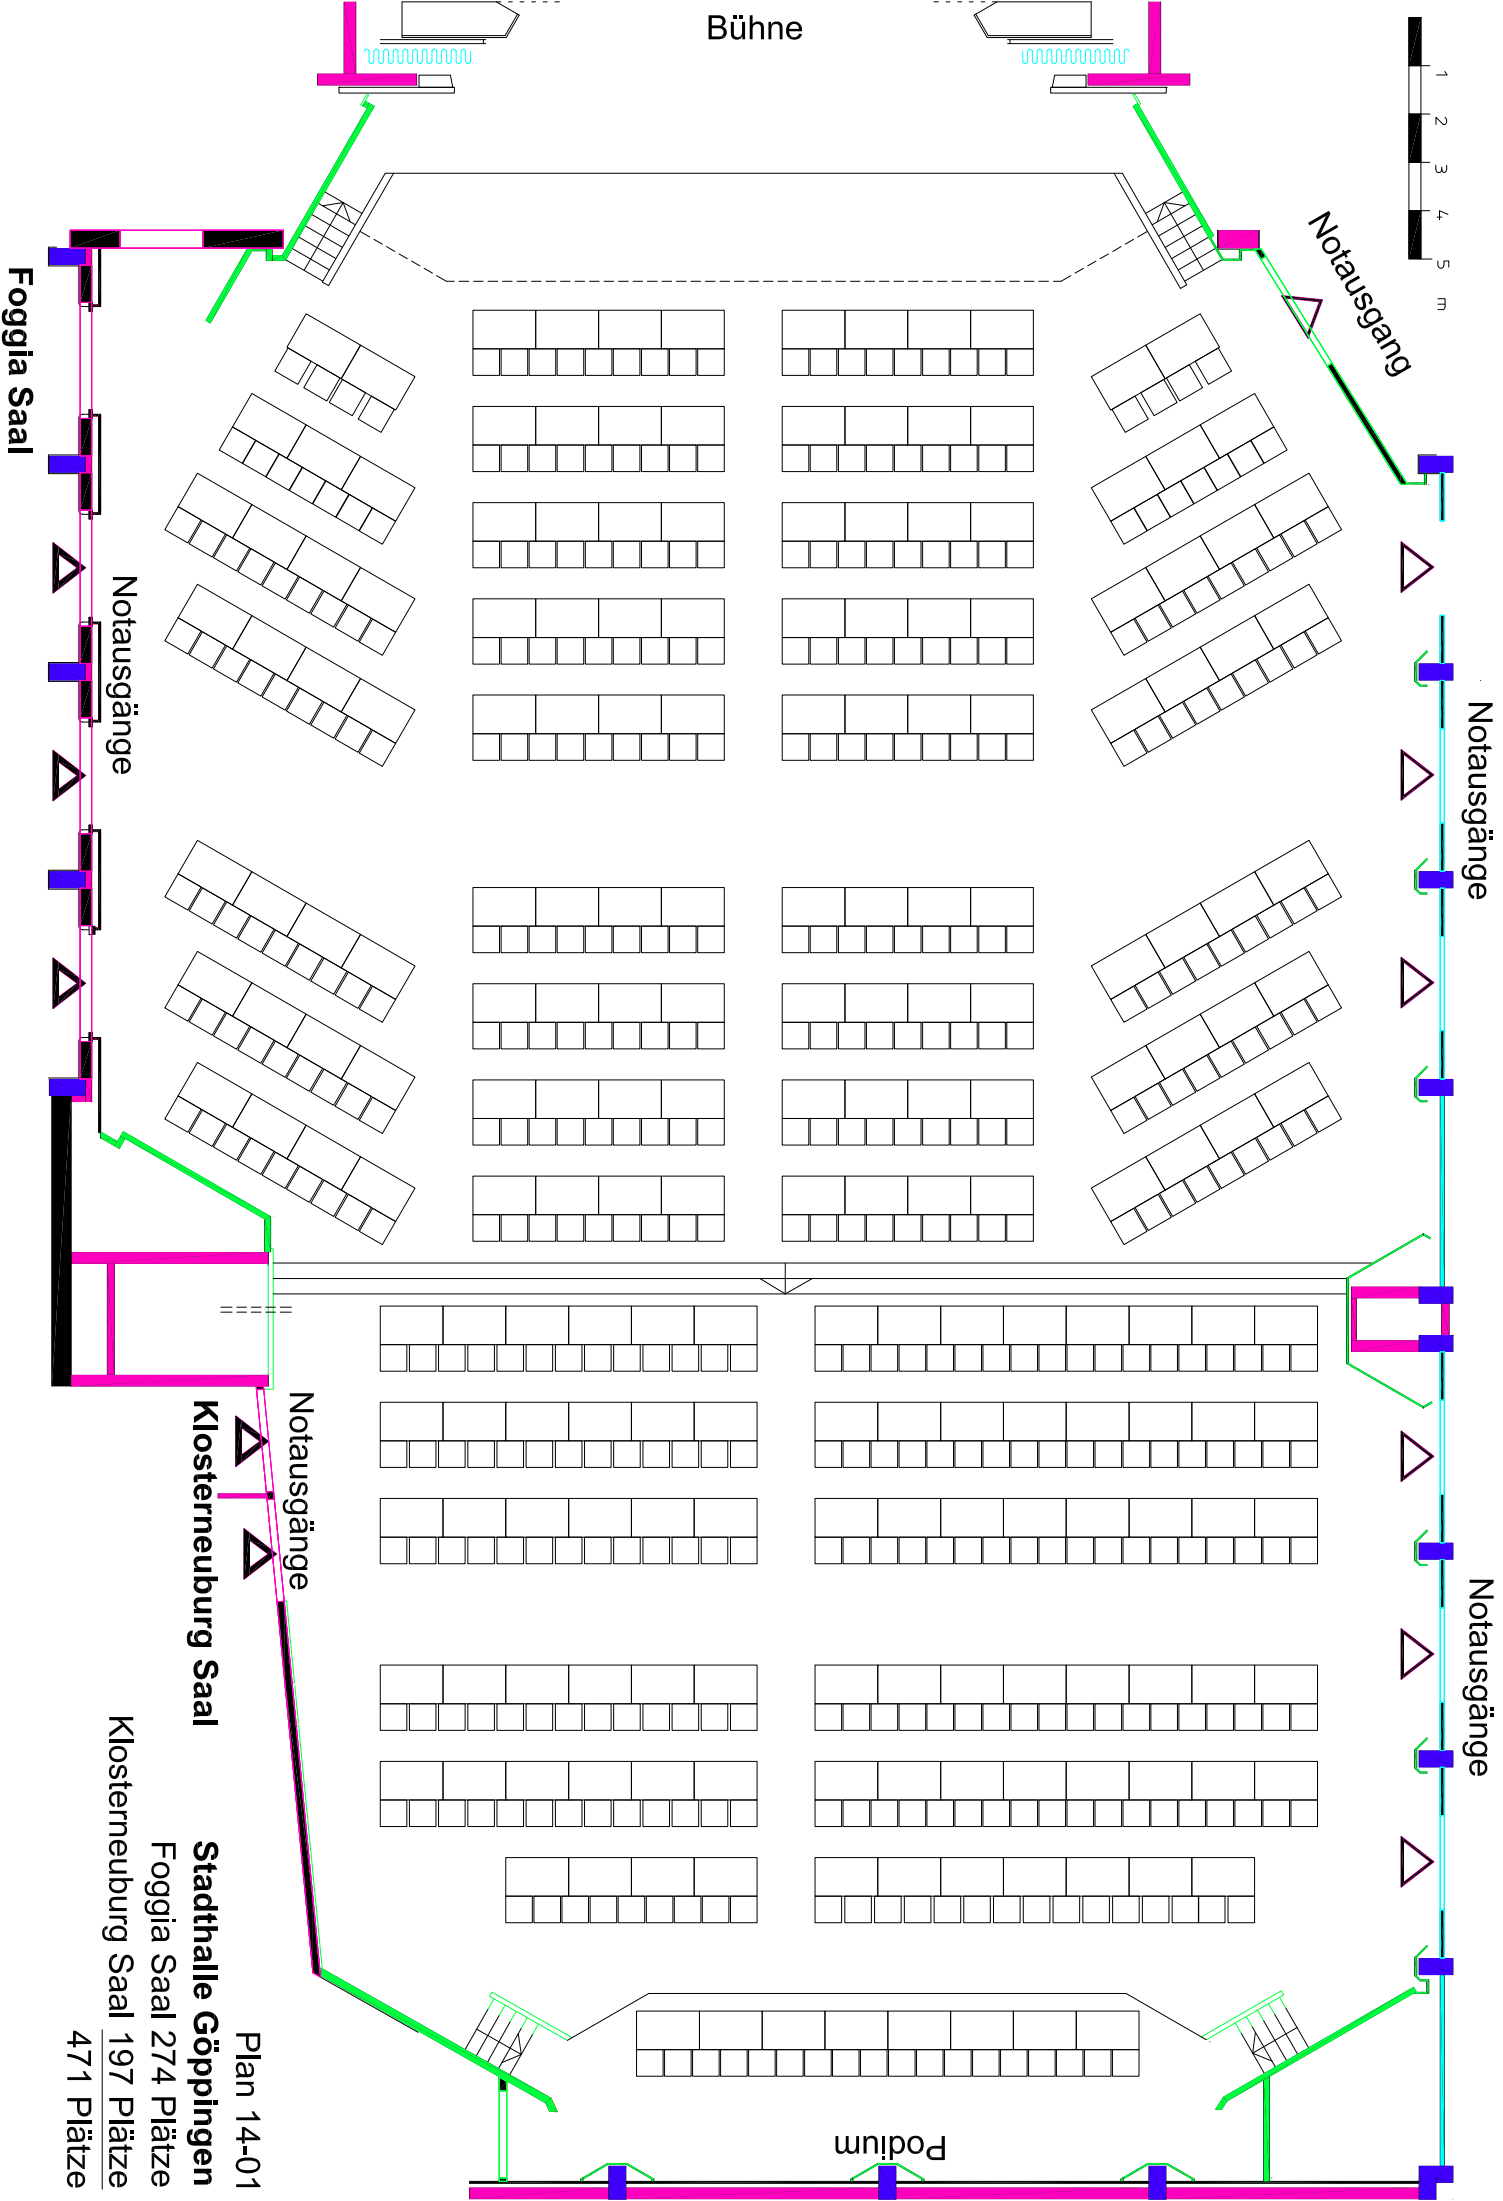 Bühne
1
2
3
4
5
m
Notausgang
Foggia Saal
Notausgänge
Notausgänge
Notausgänge
Klosterneuburg Saal
Notausgänge
Plan 14-01
Stadthalle Göppingen
Foggia Saal 274 Plätze
Klosterneuburg Saal 197 Plätze
471 Plätze
Podium